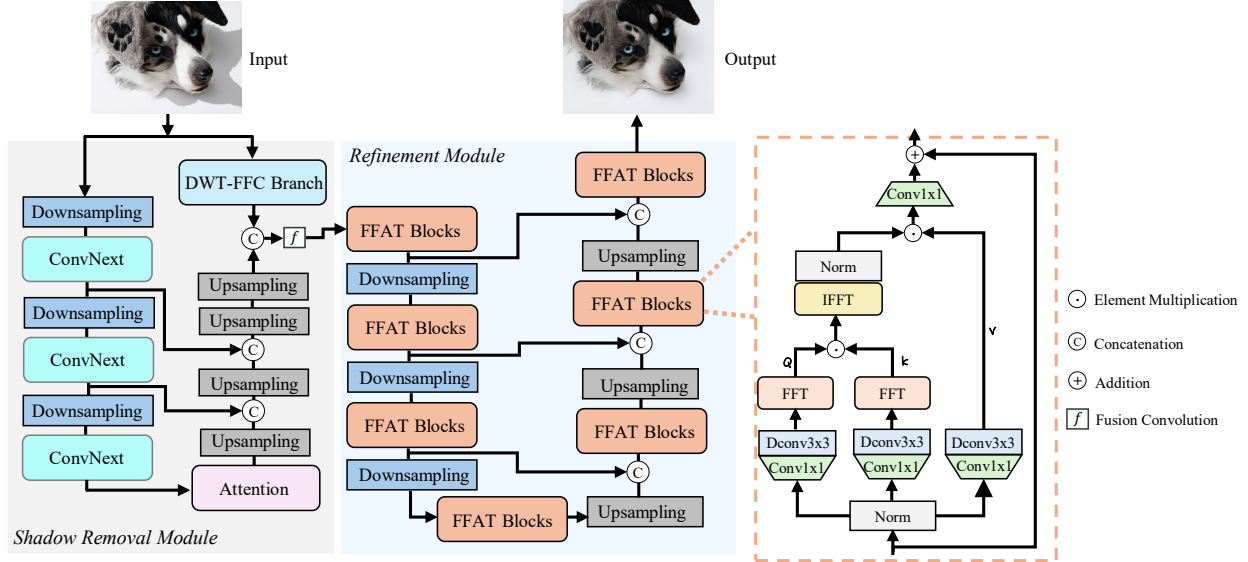 Input
Output
Refinement Module
DWT-FFC Branch
Downsampling
C
f
ConvNext
Upsampling
Downsampling
Upsampling
C
ConvNext
Upsampling
Downsampling
C
Upsampling
ConvNext
Attention
Shadow Removal Module
FFAT Blocks
C
FFAT Blocks
Upsampling
Downsampling
FFAT Blocks
FFAT Blocks
C
Downsampling
Upsampling
FFAT Blocks
FFAT Blocks
Downsampling
C
FFAT Blocks
Upsampling
Conv1x1
Norm
IFFT
V
Q
k
FFT
FFT
Dconv3x3
Dconv3x3
Dconv3x3
Conv1x1
Conv1x1
Conv1x1
Norm
Element Multiplication
C
Concatenation
Addition
f
Fusion Convolution